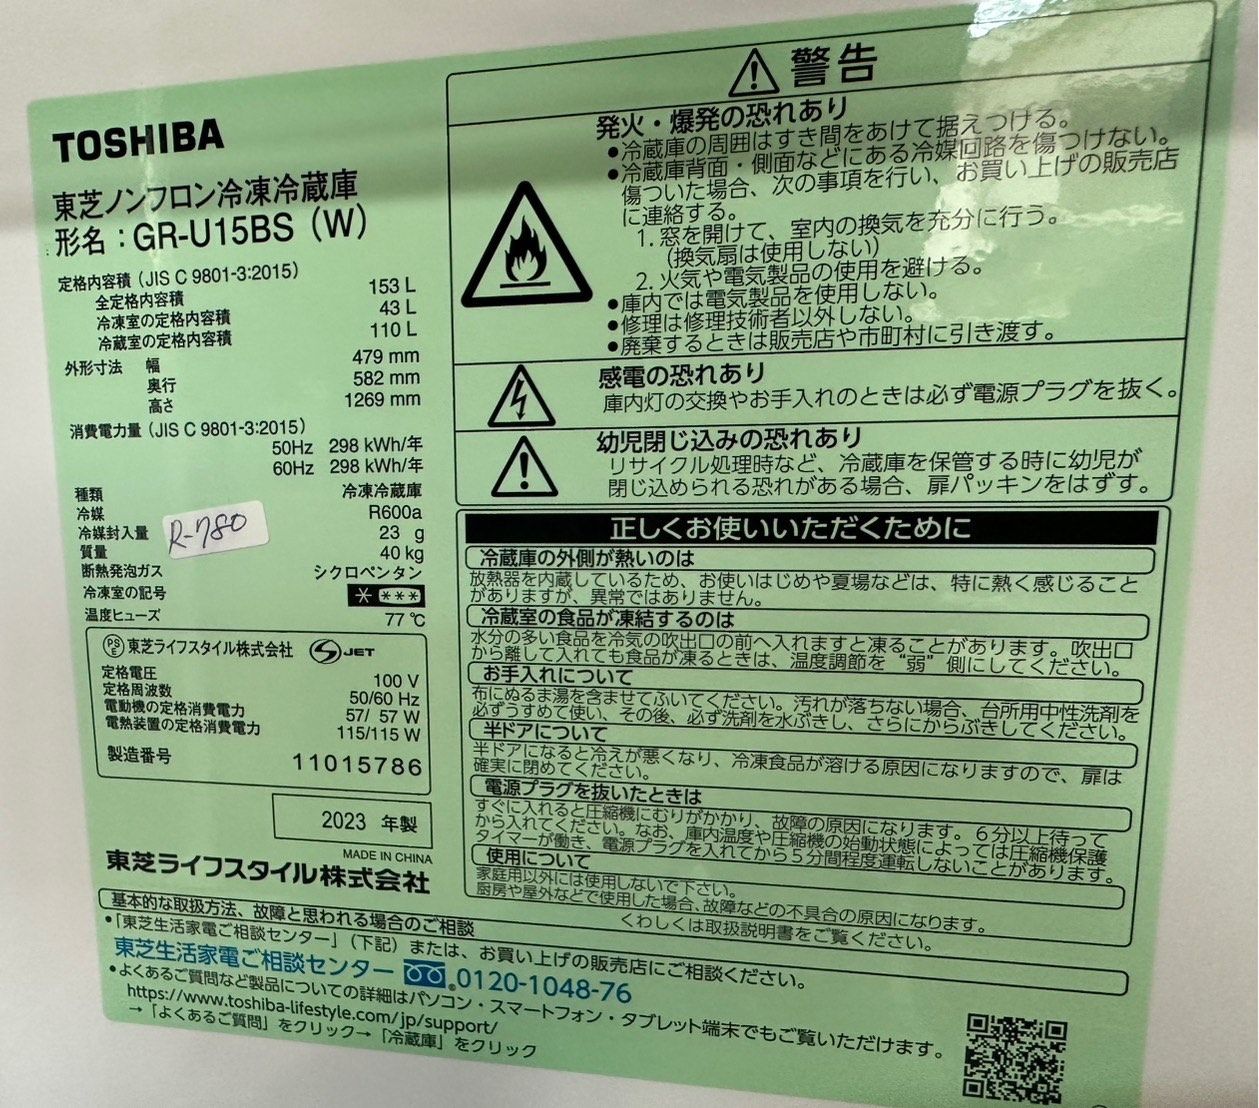 TOSHIBA
東芝ノンフロン冷凍冷蔵庫
形名：GR-U15BS（W）
定格内容積（JIS C 9801-3:2015）
全定格内容積 153 L
冷凍室の定格内容積 43 L
冷蔵室の定格内容積 110 L
外形寸法 幅 479 mm
奥行 582 mm
高さ 1269 mm
消費電力量（JIS C 9801-3:2015）
50Hz 298 kWh/年
60Hz 298 kWh/年
種類 冷凍冷蔵庫
冷媒 R600a
冷媒封入量 23 g
質量 40 kg
断熱発泡ガス シクロペンタン
冷凍室の記号 * ***
温度ヒューズ 77 ℃
R-780
PSE 東芝ライフスタイル株式会社 JET
定格電圧 100 V
定格周波数 50/60 Hz
電動機の定格消費電力 57/ 57 W
電熱装置の定格消費電力 115/115 W
製造番号 11015786
2023 年製
MADE IN CHINA
東芝ライフスタイル株式会社
警告
発火・爆発の恐れあり
●冷蔵庫の周囲はすき間をあけて据えつける。
●冷蔵庫背面・側面などにある冷媒回路を傷つけない。
傷ついた場合、次の事項を行い、お買い上げの販売店
に連絡する。
1. 窓を開けて、室内の換気を充分に行う。
（換気扇は使用しない）
2. 火気や電気製品の使用を避ける。
●庫内では電気製品を使用しない。
●修理は修理技術者以外しない。
●廃棄するときは販売店や市町村に引き渡す。
感電の恐れあり
庫内灯の交換やお手入れのときは必ず電源プラグを抜く。
幼児閉じ込みの恐れあり
リサイクル処理時など、冷蔵庫を保管する時に幼児が
閉じ込められる恐れがある場合、扉パッキンをはずす。
正しくお使いいただくために
冷蔵庫の外側が熱いのは
放熱器を内蔵しているため、お使いはじめや夏場などは、特に熱く感じること
がありますが、異常ではありません。
冷蔵室の食品が凍結するのは
水分の多い食品を冷気の吹出口の前へ入れますと凍ることがあります。吹出口
から離して入れても食品が凍るときは、温度調節を“弱”側にしてください。
お手入れについて
布にぬるま湯を含ませてふいてください。汚れが落ちない場合、台所用中性洗剤を
必ずうすめて使い、その後、必ず洗剤を水ぶきし、さらにからぶきしてください。
半ドアについて
半ドアになると冷えが悪くなり、冷凍食品が溶ける原因になりますので、扉は
確実に閉めてください。
電源プラグを抜いたときは
すぐに入れると圧縮機にむりがかかり、故障の原因になります。6分以上待って
から入れてください。なお、庫内温度や圧縮機の始動状態によっては圧縮機保護
タイマーが働き、電源プラグを入れてから5分間程度運転しないことがあります。
使用について
家庭用以外には使用しないで下さい。
厨房や屋外などで使用した場合、故障などの不具合の原因になります。
くわしくは取扱説明書をご覧ください。
基本的な取扱方法、故障と思われる場合のご相談
●「東芝生活家電ご相談センター」（下記）または、お買い上げの販売店にご相談ください。
東芝生活家電ご相談センター 0120-1048-76
●よくあるご質問など製品についての詳細はパソコン・スマートフォン・タブレット端末でもご覧いただけます。
https://www.toshiba-lifestyle.com/jp/support/
→「よくあるご質問」をクリック→「冷蔵庫」をクリック